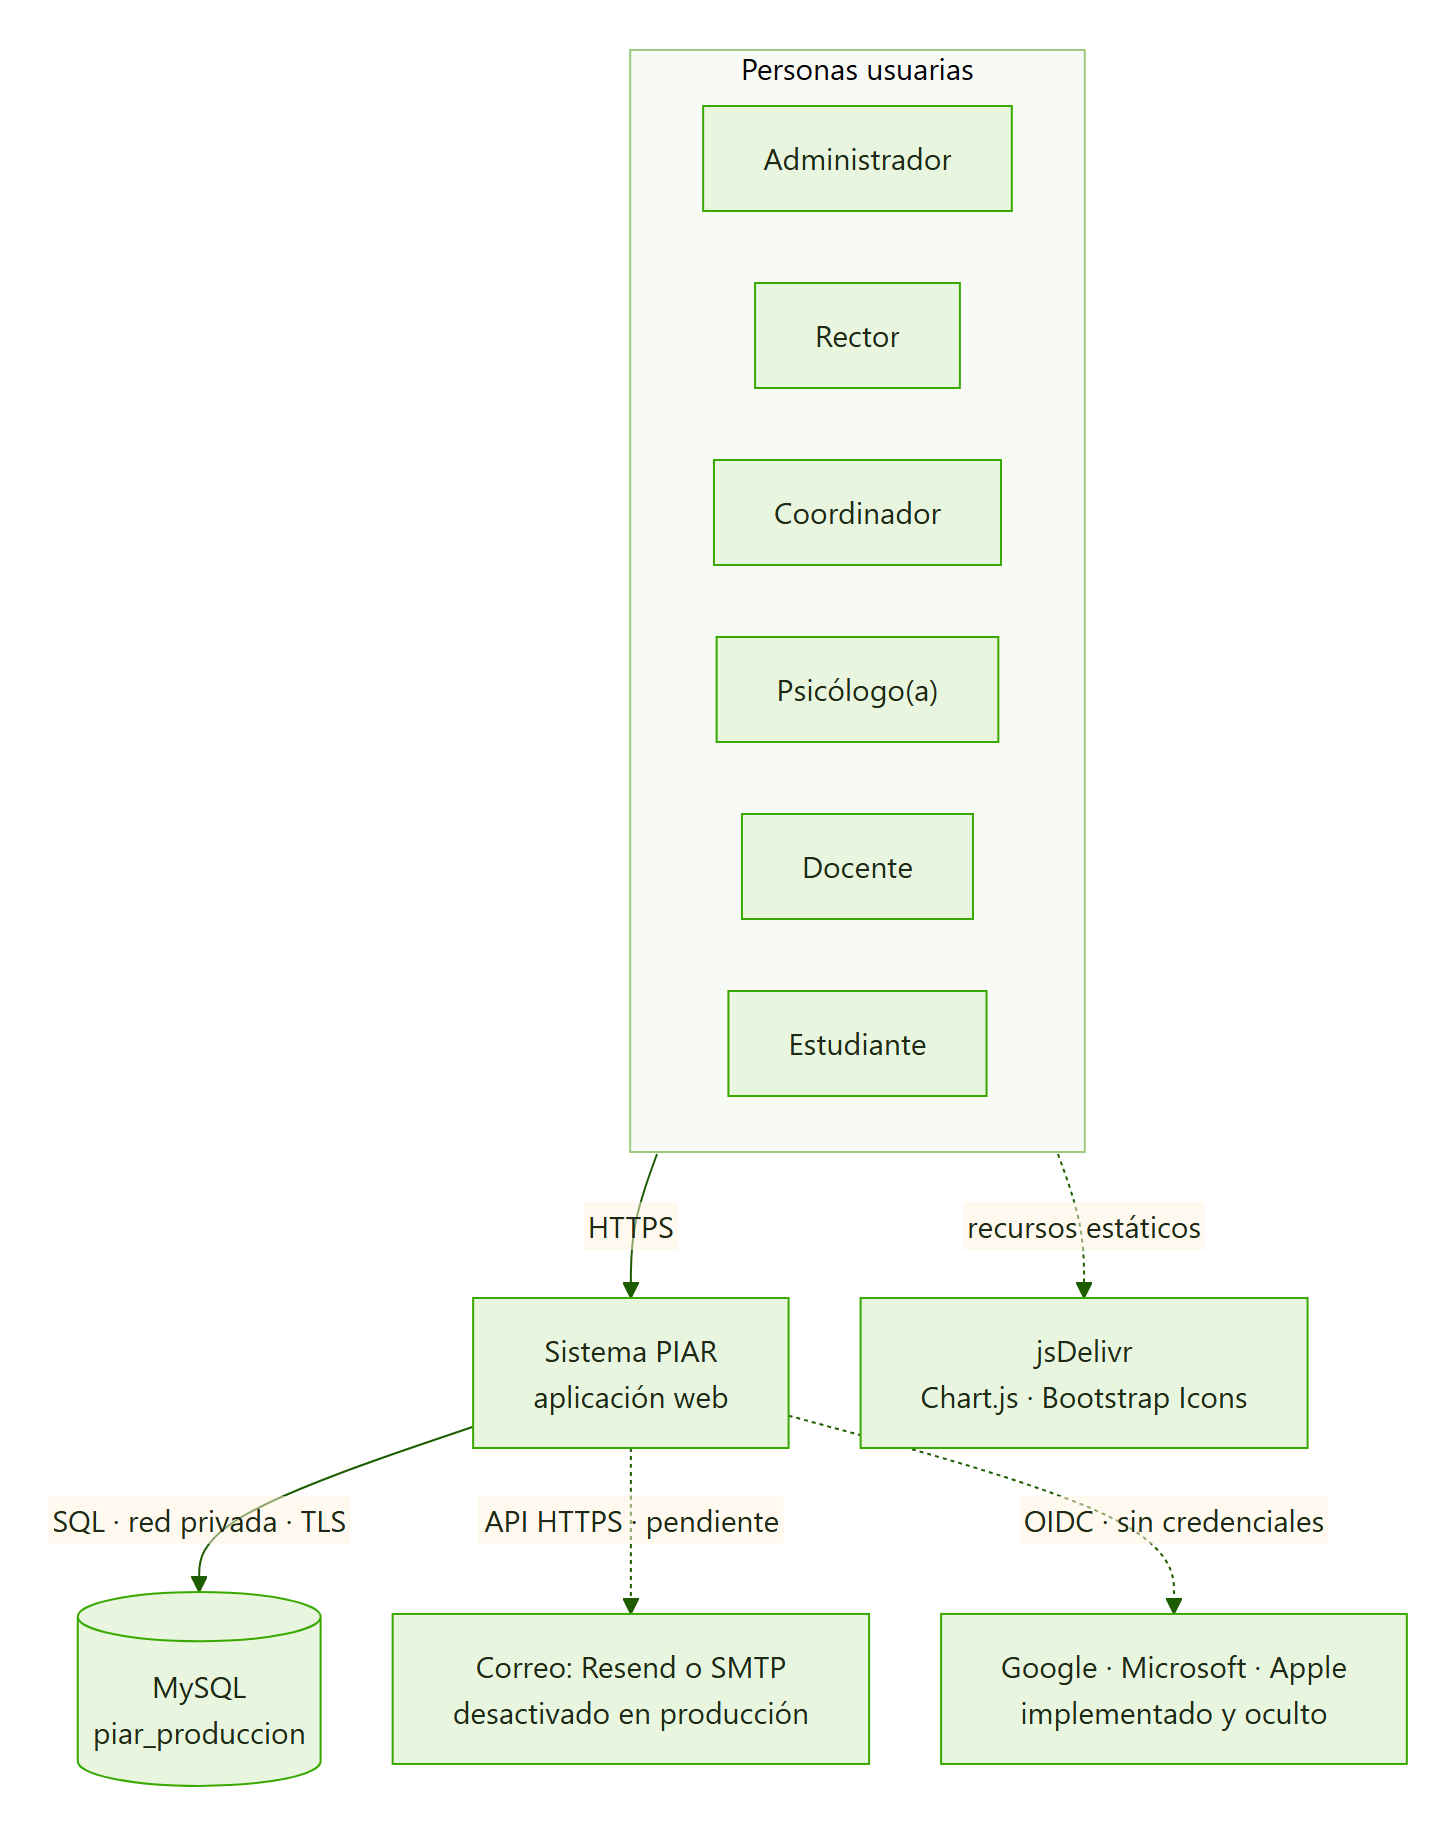 Personas usuarias
Administrador
Rector
Coordinador
Psicólogo(a)
Docente
Estudiante
HTTPS
recursos estáticos
Sistema PIAR
aplicación web
jsDelivr
Chart.js · Bootstrap Icons
SQL · red privada · TLS
API HTTPS · pendiente
OIDC · sin credenciales
MySQL
piar_produccion
Correo: Resend o SMTP
desactivado en producción
Google · Microsoft · Apple
implementado y oculto